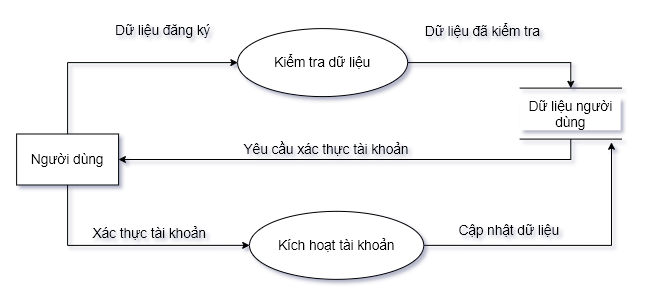 Dữ liệu đăng ký
Dữ liệu đã kiểm tra
Kiểm tra dữ liệu
Dữ liệu người
dùng
Yêu cầu xác thực tài khoản
Người dùng
Xác thực tài khoản
Cập nhật dữ liệu
Kích hoạt tài khoản